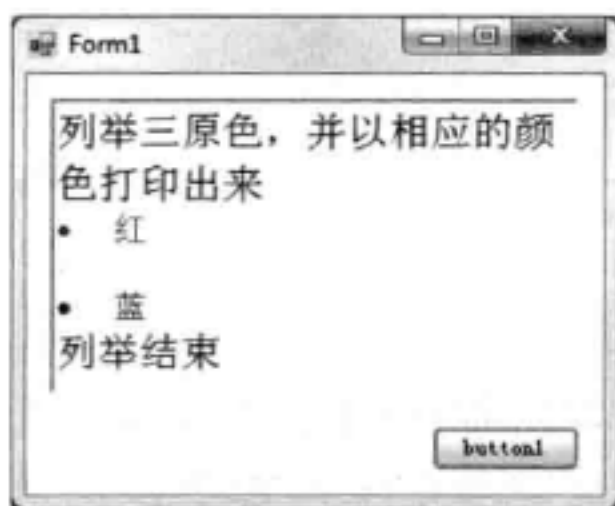 Form1
列举三原色，并以相应的颜
色打印出来
• 红
• 蓝
列举结束
button1